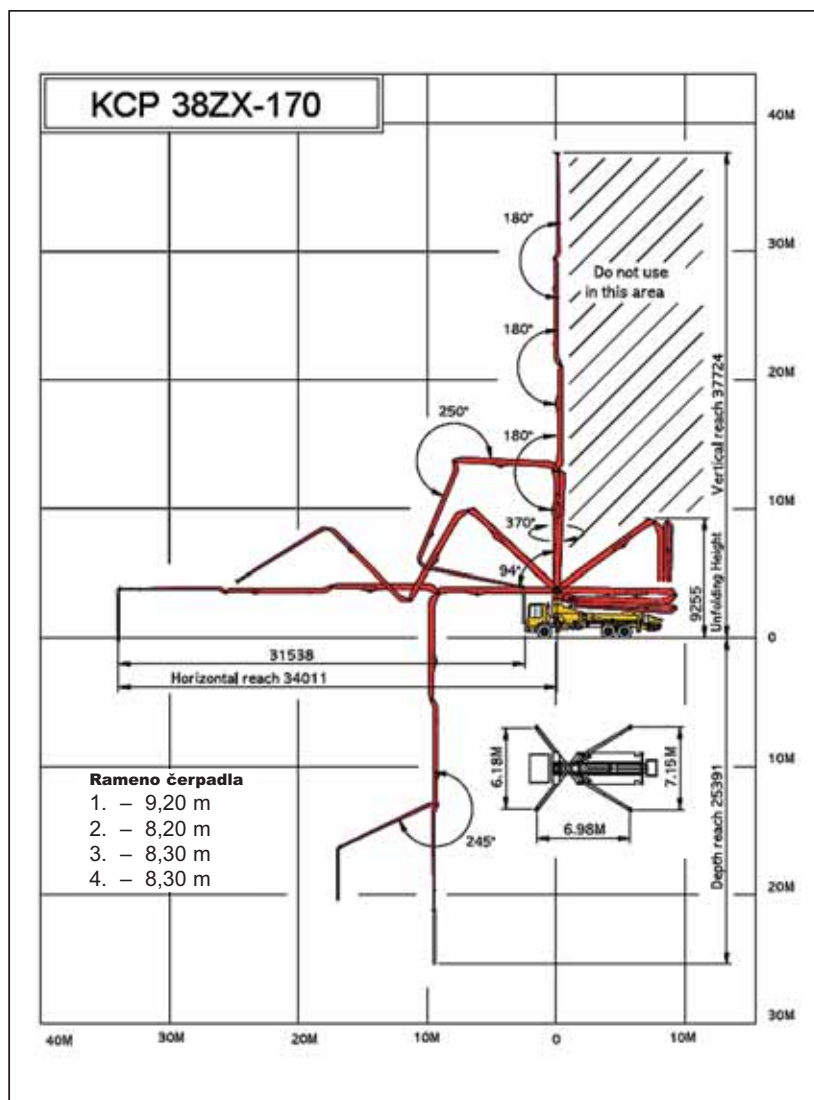 KCP 38ZX-170
40M
180°
30M
Do not use
in this area
180°
20M
Vertical reach 37724
250°
180°
10M
370°
94°
9255
Unfolding Height
0
31538
Horizontal reach 34011
6.18M
7.15M
10M
6.98M
Depth reach 25391
Rameno čerpadla
1. – 9,20 m
2. – 8,20 m
3. – 8,30 m
4. – 8,30 m
245°
20M
30M
40M
30M
20M
10M
0
10M